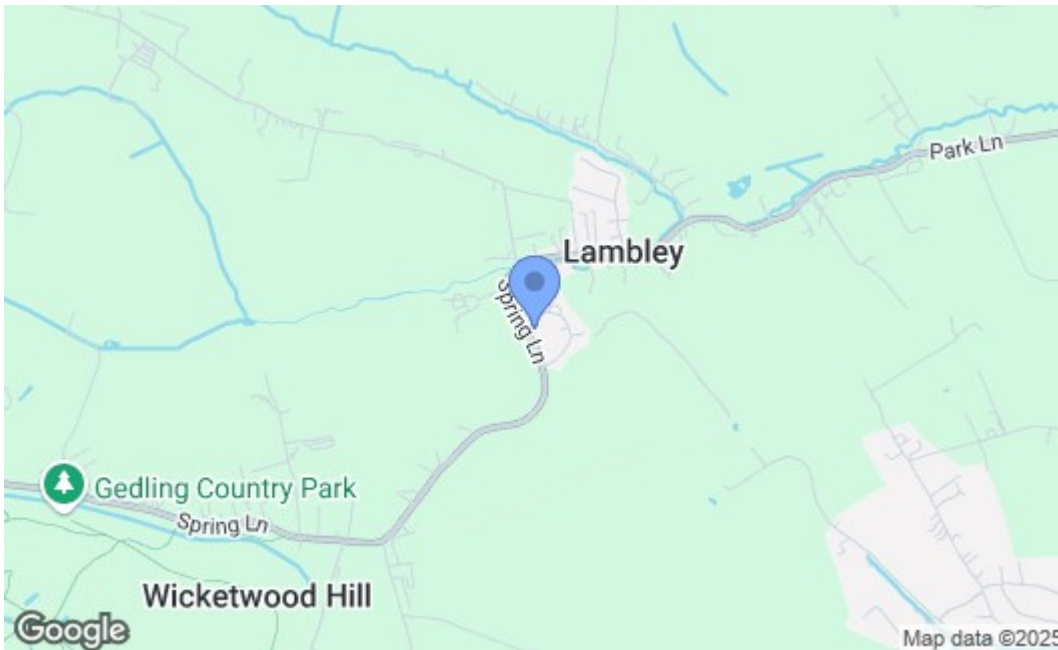 Park Ln
Lambley
Spring Ln
Gedling Country Park
Spring Ln
Wicketwood Hill
Google
Map data ©2025